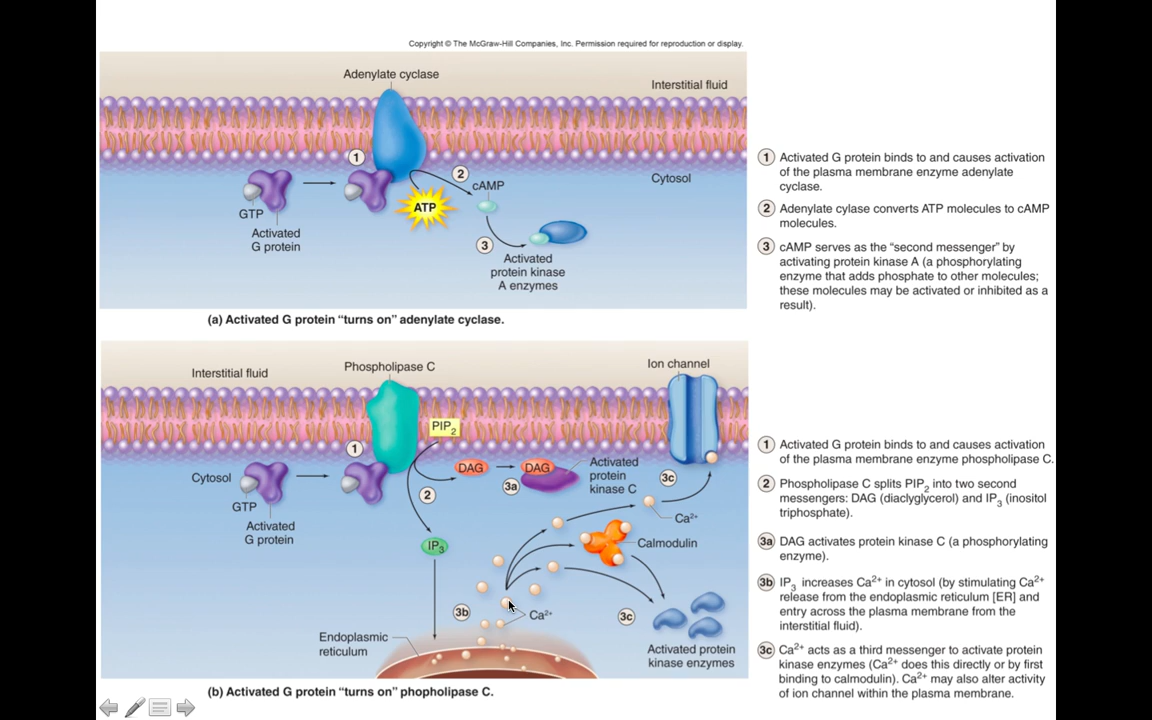 Copyright © The McGraw-Hill Companies, Inc. Permission required for reproduction or display.
Adenylate cyclase
Interstitial fluid
1
2
cAMP
Cytosol
GTP
ATP
Activated
G protein
3
Activated
protein kinase
A enzymes
(a) Activated G protein “turns on” adenylate cyclase.
1 Activated G protein binds to and causes activation
of the plasma membrane enzyme adenylate
cyclase.
2 Adenylate cylase converts ATP molecules to cAMP
molecules.
3 cAMP serves as the “second messenger” by
activating protein kinase A (a phosphorylating
enzyme that adds phosphate to other molecules;
these molecules may be activated or inhibited as a
result).
Interstitial fluid
Phospholipase C
Ion channel
PIP2
1
Cytosol
GTP
Activated
G protein
2
DAG
DAG
3a
Activated
protein
kinase C
3c
Ca2+
IP3
Calmodulin
3b
Ca2+
3c
Endoplasmic
reticulum
Activated protein
kinase enzymes
(b) Activated G protein “turns on” phopholipase C.
1 Activated G protein binds to and causes activation
of the plasma membrane enzyme phospholipase C.
2 Phospholipase C splits PIP2 into two second
messengers: DAG (diaclyglycerol) and IP3 (inositol
triphosphate).
3a DAG activates protein kinase C (a phosphorylating
enzyme).
3b IP3 increases Ca2+ in cytosol (by stimulating Ca2+
release from the endoplasmic reticulum [ER] and
entry across the plasma membrane from the
interstitial fluid).
3c Ca2+ acts as a third messenger to activate protein
kinase enzymes (Ca2+ does this directly or by first
binding to calmodulin). Ca2+ may also alter activity
of ion channel within the plasma membrane.